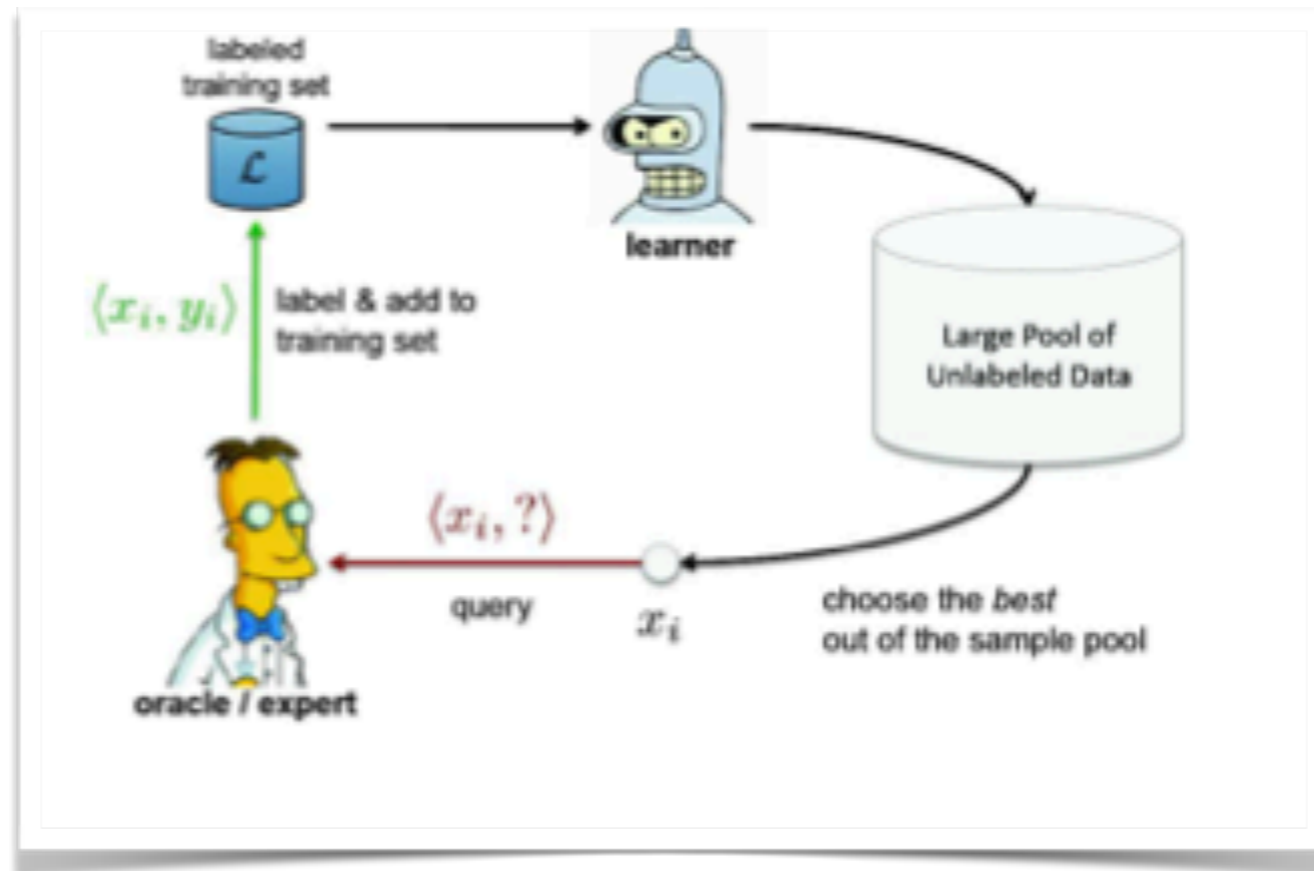 labeled
training set
ℒ
learner
⟨x_i, y_i⟩
label & add to
training set
Large Pool of
Unlabeled Data
⟨x_i, ?⟩
query
x_i
choose the best
out of the sample pool
oracle / expert